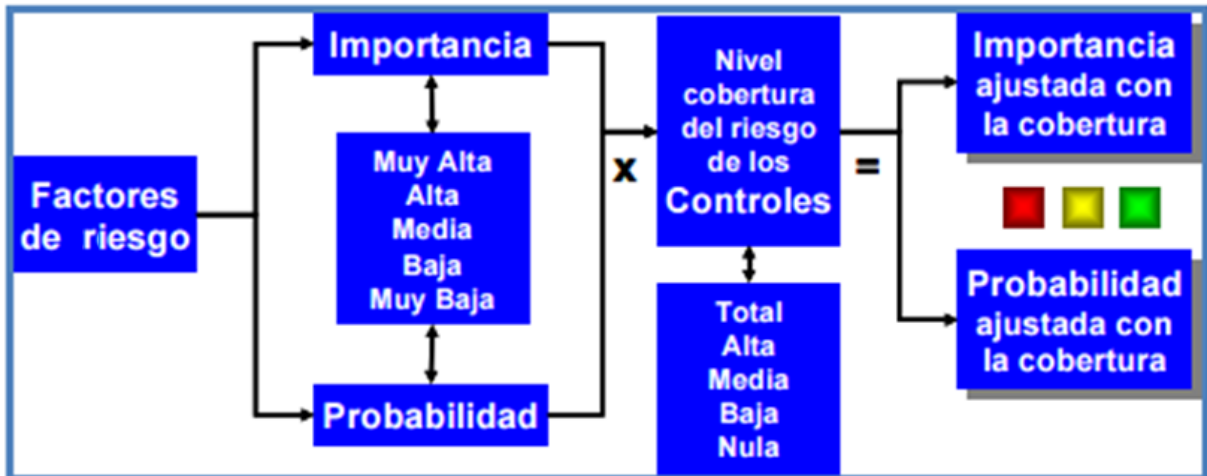 Factores
de riesgo
Importancia
Muy Alta
Alta
Media
Baja
Muy Baja
Probabilidad
x
Nivel
cobertura
del riesgo
de los
Controles
Total
Alta
Media
Baja
Nula
=
Importancia
ajustada con
la cobertura
Probabilidad
ajustada con
la cobertura